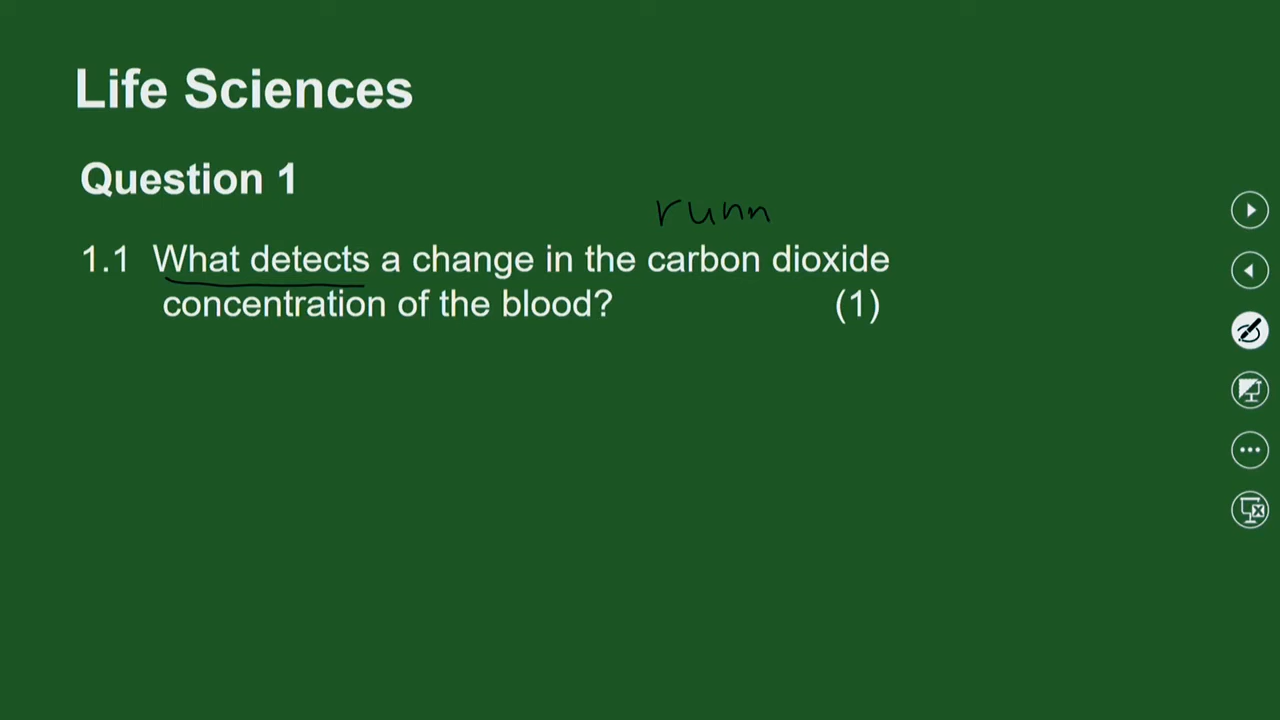 Life Sciences
Question 1
runn
1.1 What detects a change in the carbon dioxide
concentration of the blood? (1)